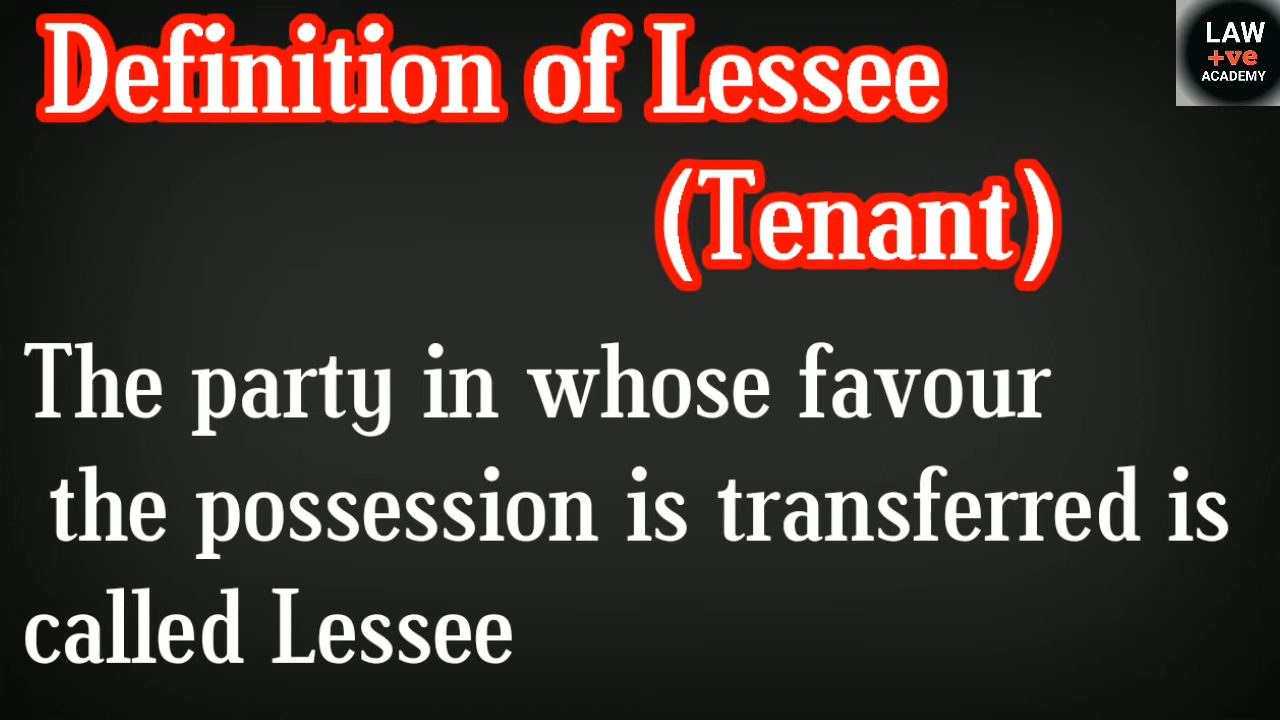 Definition of Lessee
(Tenant)
LAW
+ve
ACADEMY
The party in whose favour
the possession is transferred is
called Lessee